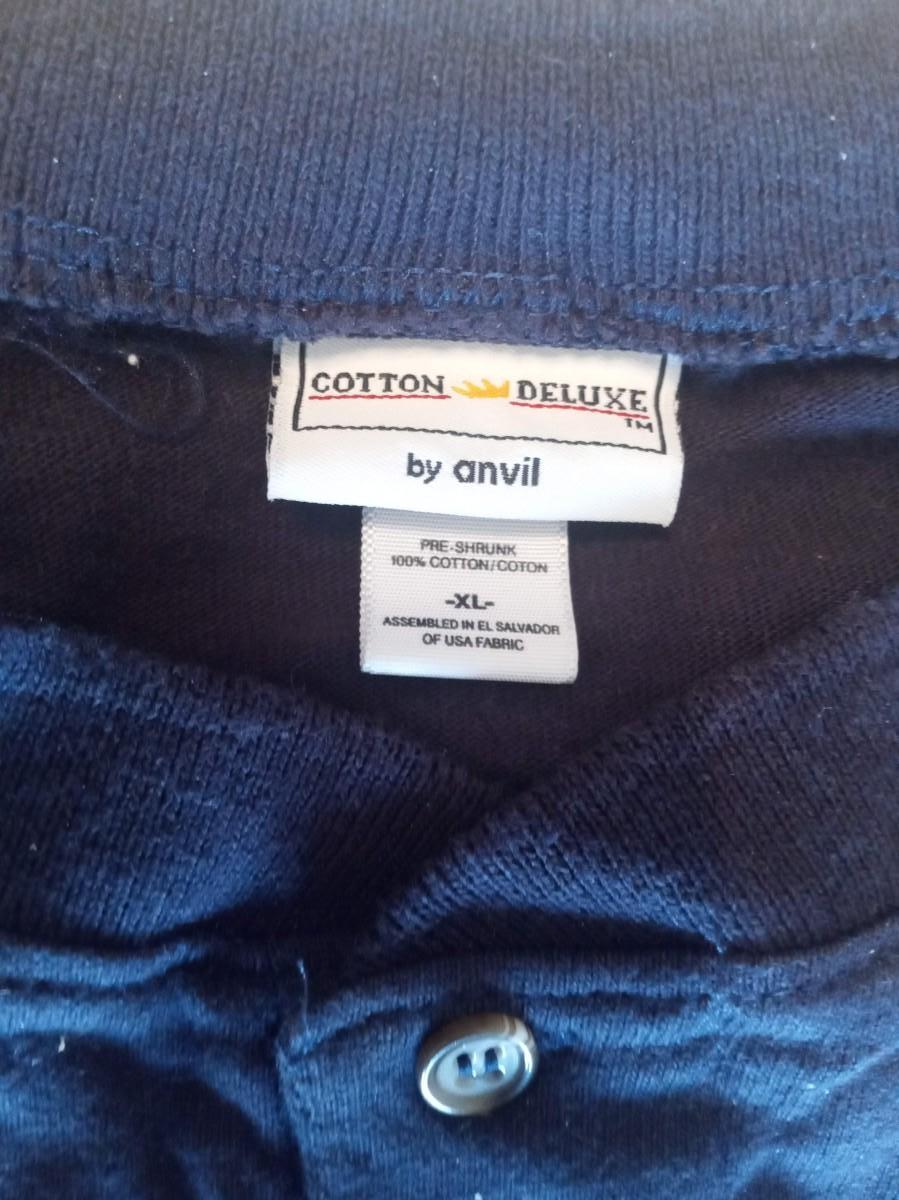 COTTON DELUXE
TM
by anvil
PRE-SHRUNK
100% COTTON/COTON
-XL-
ASSEMBLED IN EL SALVADOR
OF USA FABRIC